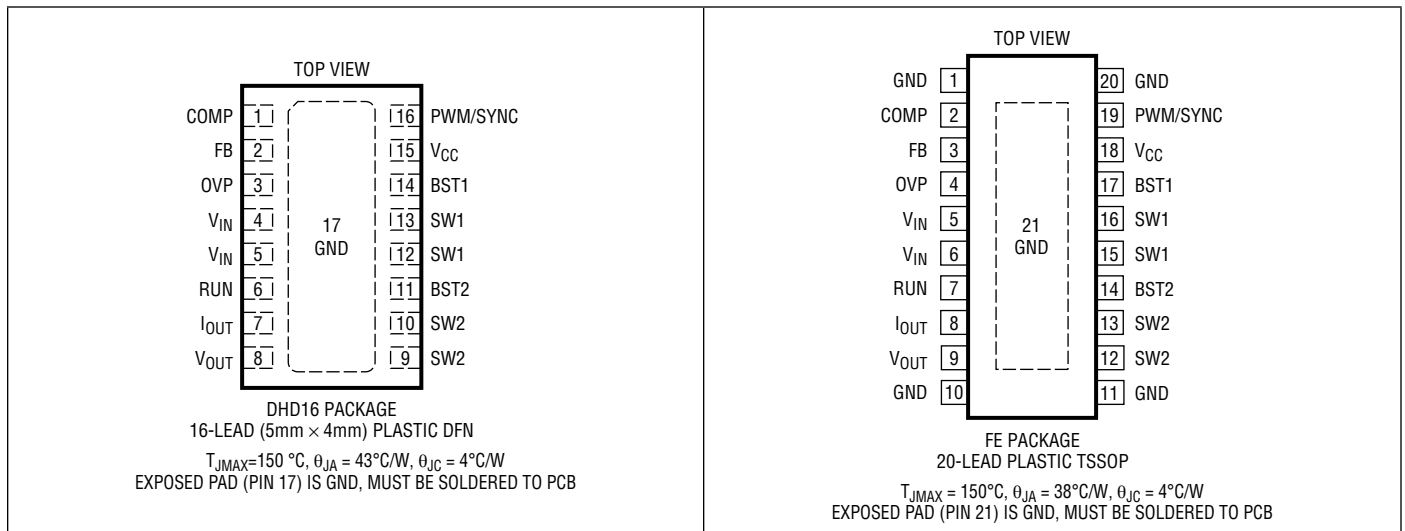 TOP VIEW
COMP 1 16 PWM/SYNC
FB 2 15 VCC
OVP 3 14 BST1
VIN 4 13 SW1
VIN 5 12 SW1
RUN 6 11 BST2
IOUT 7 10 SW2
VOUT 8 9 SW2
17
GND
DHD16 PACKAGE
16-LEAD (5mm × 4mm) PLASTIC DFN
TJMAX=150 °C, θJA = 43°C/W, θJC = 4°C/W
EXPOSED PAD (PIN 17) IS GND, MUST BE SOLDERED TO PCB
TOP VIEW
GND 1 20 GND
COMP 2 19 PWM/SYNC
FB 3 18 VCC
OVP 4 17 BST1
VIN 5 16 SW1
VIN 6 15 SW1
RUN 7 14 BST2
IOUT 8 13 SW2
VOUT 9 12 SW2
GND 10 11 GND
21
GND
FE PACKAGE
20-LEAD PLASTIC TSSOP
TJMAX = 150°C, θJA = 38°C/W, θJC = 4°C/W
EXPOSED PAD (PIN 21) IS GND, MUST BE SOLDERED TO PCB